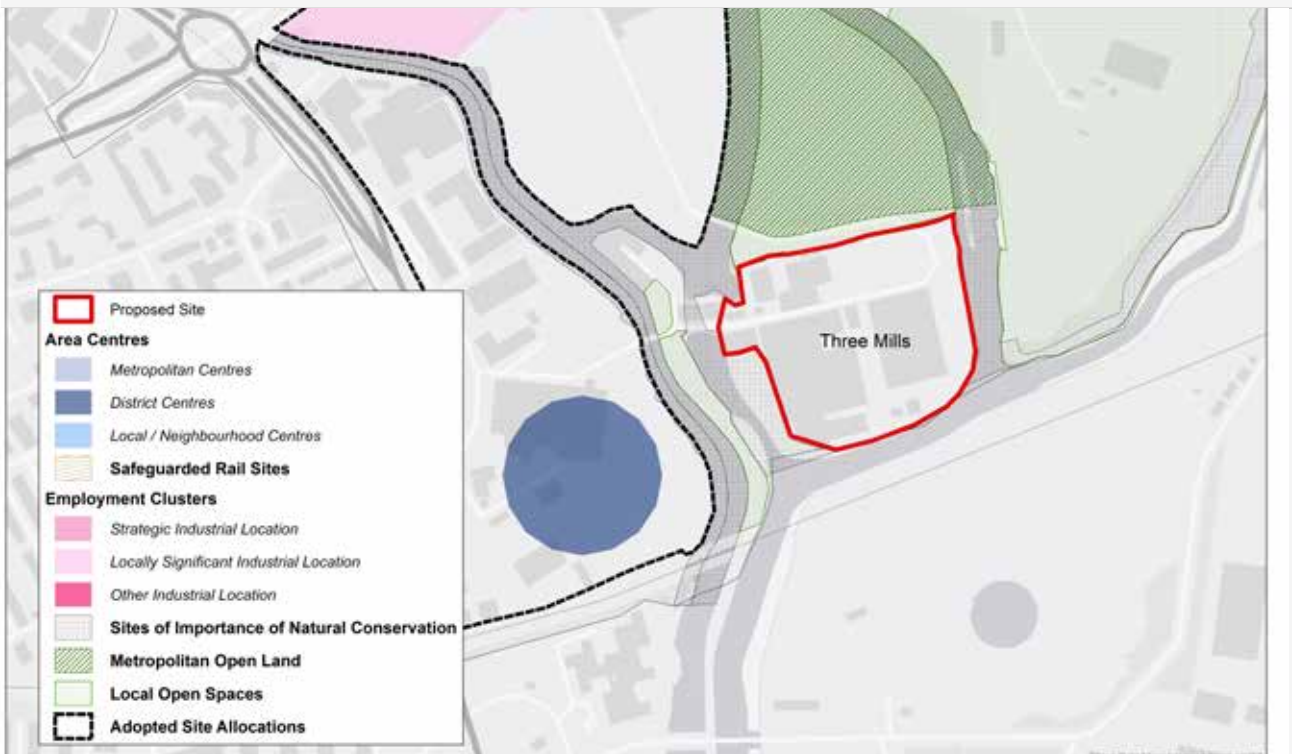 Three Mills
Proposed Site
Area Centres
Metropolitan Centres
District Centres
Local / Neighbourhood Centres
Safeguarded Rail Sites
Employment Clusters
Strategic Industrial Location
Locally Significant Industrial Location
Other Industrial Location
Sites of Importance of Natural Conservation
Metropolitan Open Land
Local Open Spaces
Adopted Site Allocations